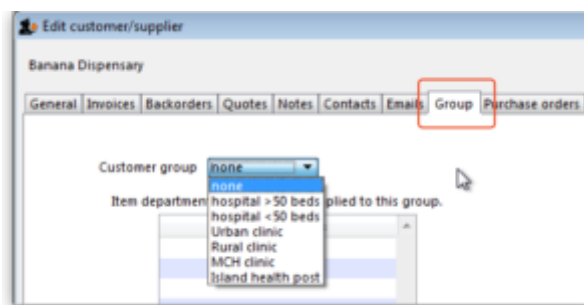 Edit customer/supplier
Banana Dispensary
General Invoices Backorders Quotes Notes Contacts Emails Group Purchase orders
Customer group none
none
Item department plied to this group.
hospital >50 beds
hospital <50 beds
Urban clinic
Rural clinic
MCH clinic
Island health post